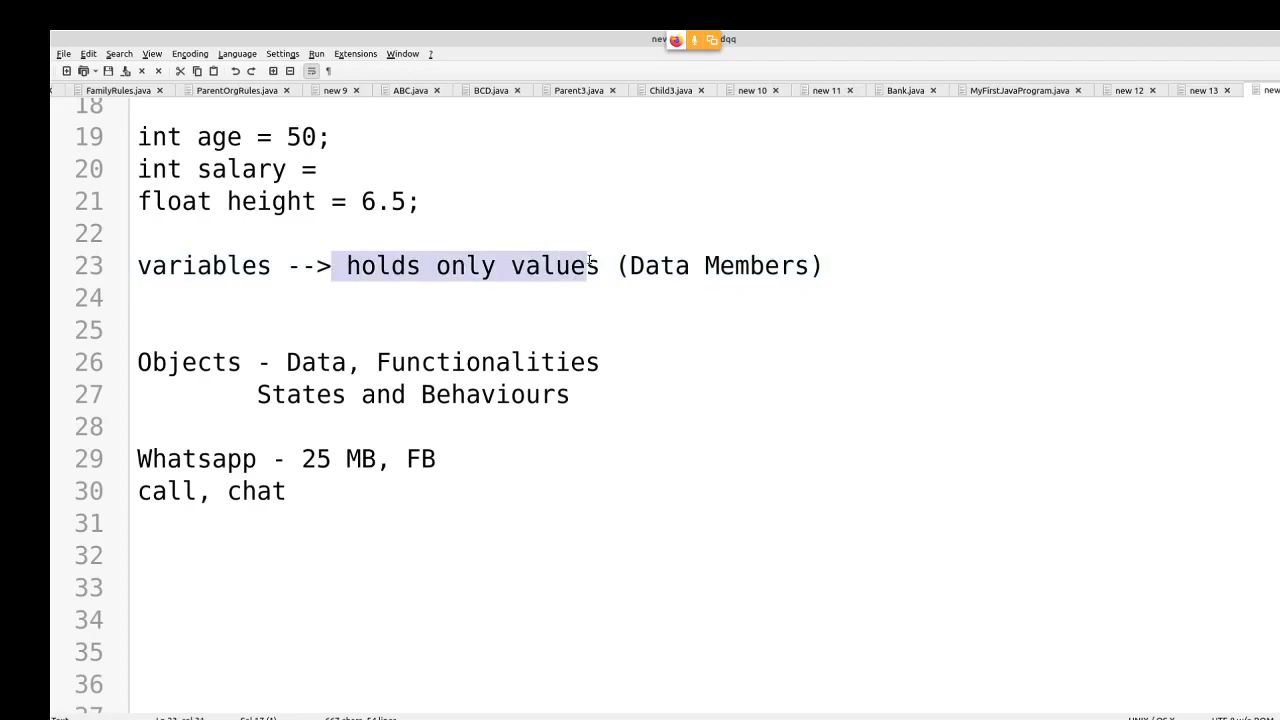 new dqq
File Edit Search View Encoding Language Settings Run Extensions Window ?
FamilyRules.java ParentOrgRules.java new 9 ABC.java BCD.java Parent3.java Child3.java new 10 new 11 Bank.java MyFirstJavaProgram.java new 12 new 13 new
18
19 int age = 50;
20 int salary =
21 float height = 6.5;
22
23 variables --> holds only values (Data Members)
24
25
26 Objects - Data, Functionalities
27 States and Behaviours
28
29 Whatsapp - 25 MB, FB
30 call, chat
31
32
33
34
35
36